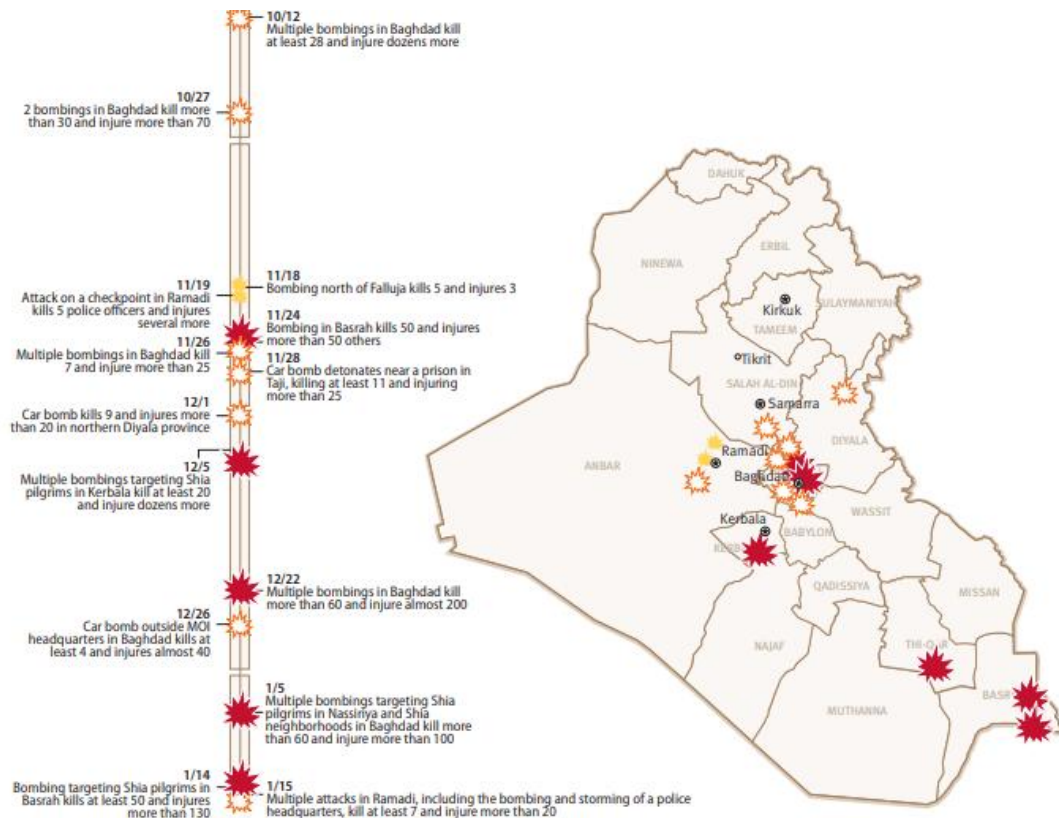 10/12
Multiple bombings in Baghdad kill
at least 28 and injure dozens more
10/27
2 bombings in Baghdad kill more
than 30 and injure more than 70
11/18
Bombing north of Falluja kills 5 and injures 3
11/19
Attack on a checkpoint in Ramadi
kills 5 police officers and injures
several more
11/24
Bombing in Basrah kills 50 and injures
more than 50 others
11/26
Multiple bombings in Baghdad kill
7 and injure more than 25
11/28
Car bomb detonates near a prison in
Taji, killing at least 11 and injuring
more than 25
12/1
Car bomb kills 9 and injures more
than 20 in northern Diyala province
12/5
Multiple bombings targeting Shia
pilgrims in Kerbala kill at least 20
and injure dozens more
12/22
Multiple bombings in Baghdad kill
more than 60 and injure almost 200
12/26
Car bomb outside MOI
headquarters in Baghdad kills at
least 4 and injures almost 40
1/5
Multiple bombings targeting Shia
pilgrims in Nassiriya and Shia
neighborhoods in Baghdad kill more
than 60 and injure more than 100
1/14
Bombing targeting Shia pilgrims in
Basrah kills at least 50 and injures
more than 130
1/15
Multiple attacks in Ramadi, including the bombing and storming of a police
headquarters, kill at least 7 and injure more than 20
DAHUK
NINEWA
ERBIL
SULAYMANIYAH
Kirkuk
TAMEEM
Tikrit
SALAH AL-DIN
Samarra
DIYALA
ANBAR
Ramadi
Baghdad
WASSIT
Kerbala
BABYLON
QADISSIYA
MISSAN
NAJAF
THI-QAR
MUTHANNA